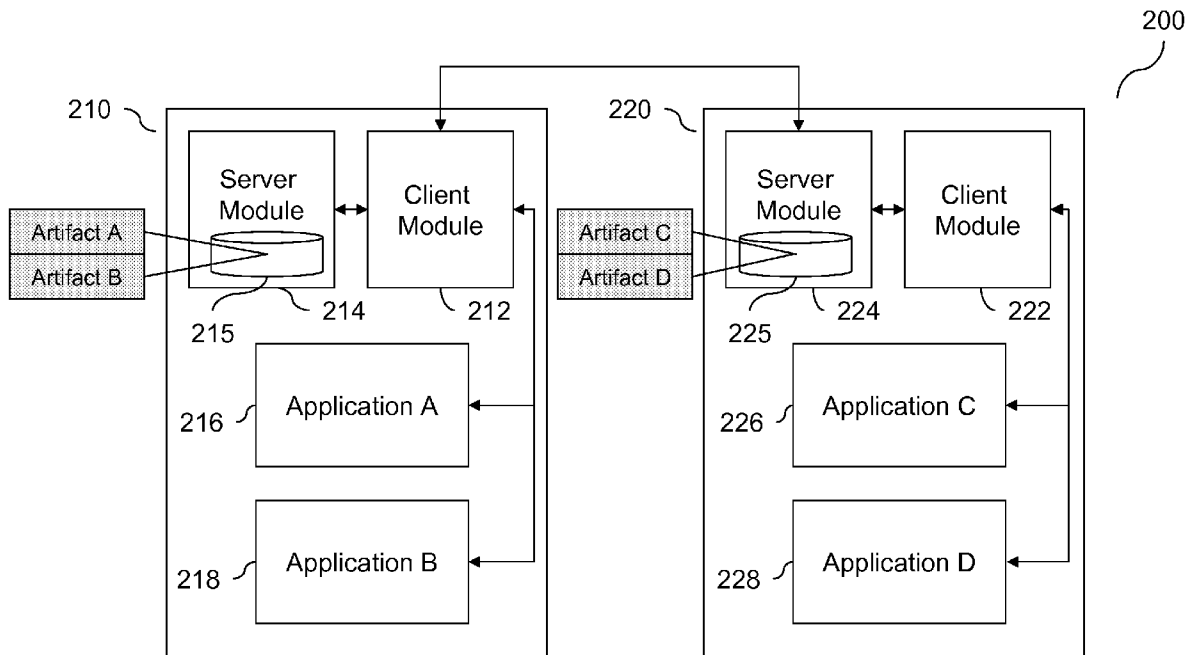 200
210
Server
Module
Client
Module
Artifact A
Artifact B
215
214
212
216
Application A
218
Application B
220
Server
Module
Client
Module
Artifact C
Artifact D
225
224
222
226
Application C
228
Application D